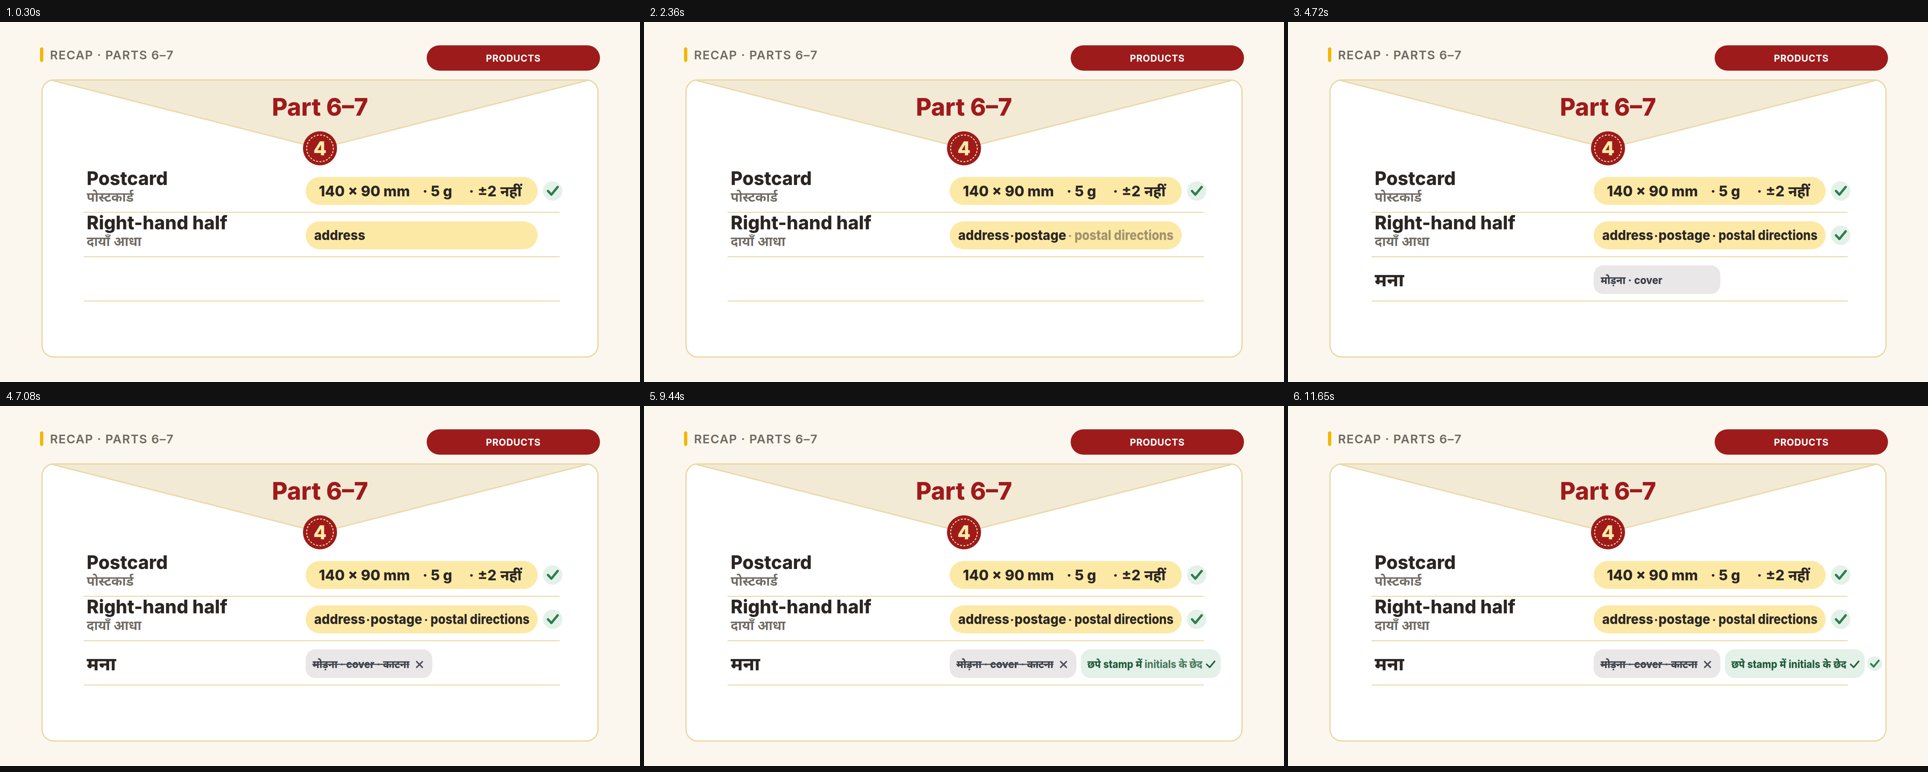 1. 0.30s
RECAP · PARTS 6–7
PRODUCTS
Part 6–7
4
Postcard
पोस्टकार्ड
140 × 90 mm · 5 g · ±2 नहीं
Right-hand half
दायाँ आधा
address
2. 2.36s
RECAP · PARTS 6–7
PRODUCTS
Part 6–7
4
Postcard
पोस्टकार्ड
140 × 90 mm · 5 g · ±2 नहीं
Right-hand half
दायाँ आधा
address · postage · postal directions
3. 4.72s
RECAP · PARTS 6–7
PRODUCTS
Part 6–7
4
Postcard
पोस्टकार्ड
140 × 90 mm · 5 g · ±2 नहीं
Right-hand half
दायाँ आधा
address · postage · postal directions
मना
मोड़ना · cover
4. 7.08s
RECAP · PARTS 6–7
PRODUCTS
Part 6–7
4
Postcard
पोस्टकार्ड
140 × 90 mm · 5 g · ±2 नहीं
Right-hand half
दायाँ आधा
address · postage · postal directions
मना
मोड़ना · cover · काटना ✕
5. 9.44s
RECAP · PARTS 6–7
PRODUCTS
Part 6–7
4
Postcard
पोस्टकार्ड
140 × 90 mm · 5 g · ±2 नहीं
Right-hand half
दायाँ आधा
address · postage · postal directions
मना
मोड़ना · cover · काटना ✕ छपे stamp में initials के छेद ✓
6. 11.65s
RECAP · PARTS 6–7
PRODUCTS
Part 6–7
4
Postcard
पोस्टकार्ड
140 × 90 mm · 5 g · ±2 नहीं
Right-hand half
दायाँ आधा
address · postage · postal directions
मना
मोड़ना · cover · काटना ✕ छपे stamp में initials के छेद ✓